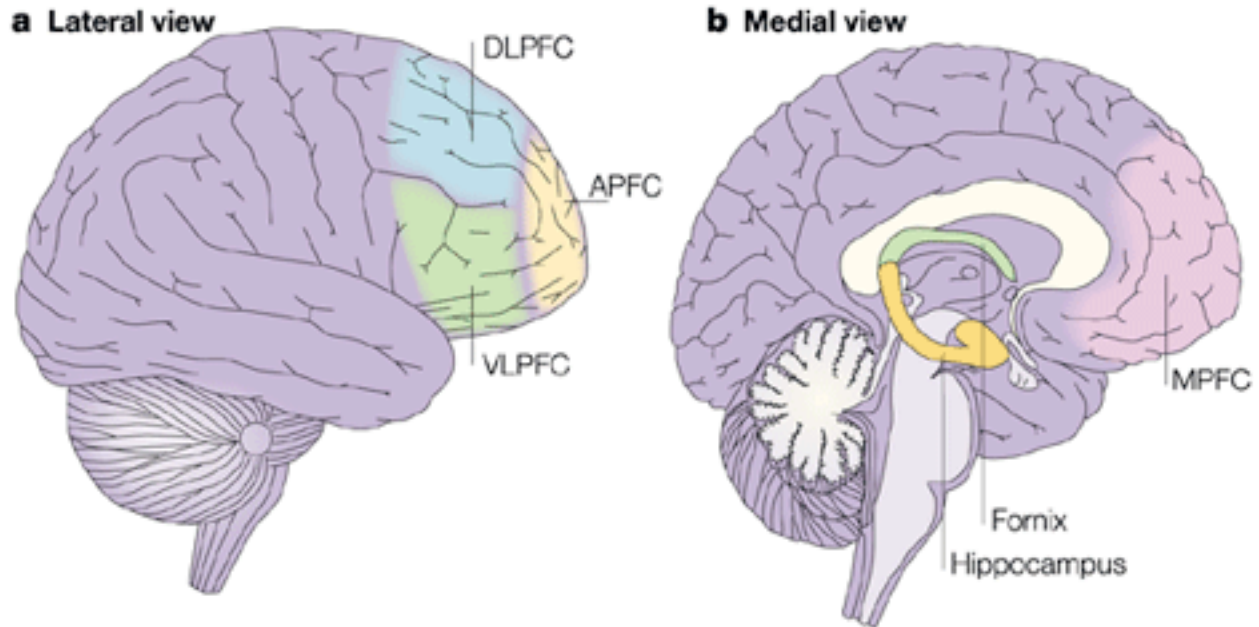 a Lateral view
DLPFC
APFC
VLPFC
b Medial view
MPFC
Fornix
Hippocampus